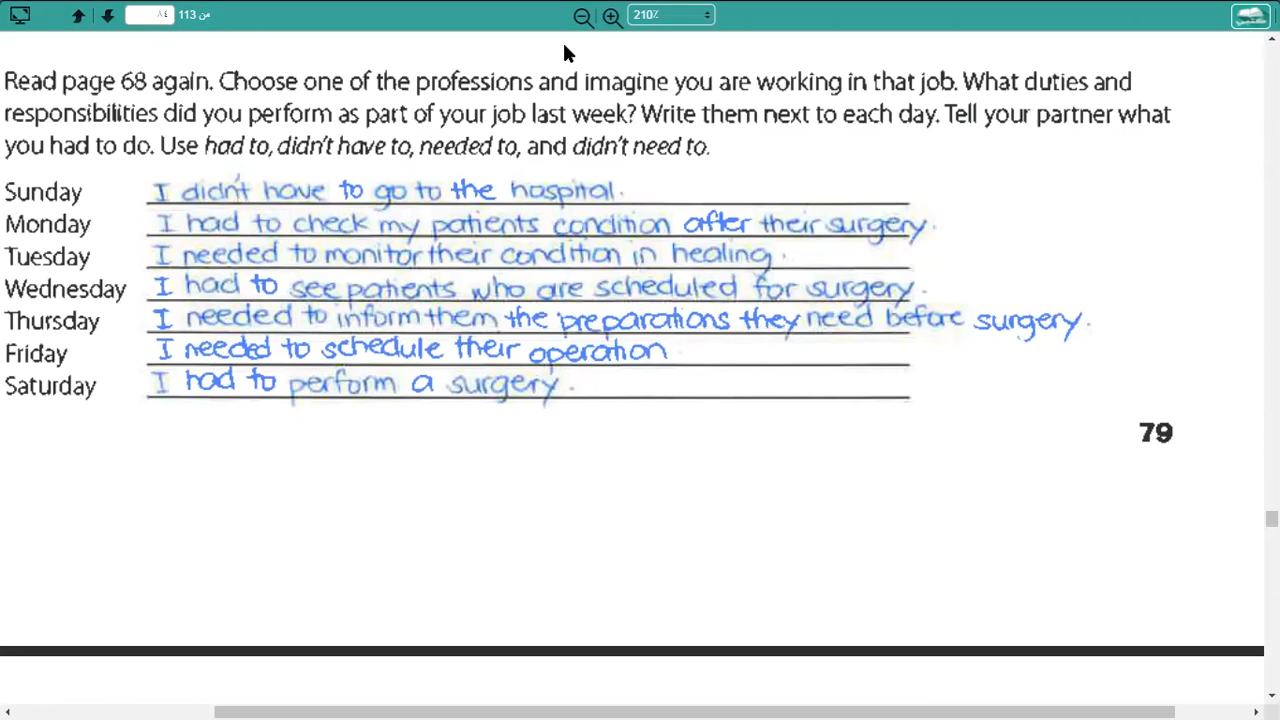 ٨٤ من 113 210٪
Read page 68 again. Choose one of the professions and imagine you are working in that job. What duties and
responsibilities did you perform as part of your job last week? Write them next to each day. Tell your partner what
you had to do. Use had to, didn't have to, needed to, and didn't need to.
Sunday I didn't have to go to the hospital.
Monday I had to check my patients condition after their surgery.
Tuesday I needed to monitor their condition in healing.
Wednesday I had to see patients who are scheduled for surgery.
Thursday I needed to inform them the preparations they need before surgery.
Friday I needed to schedule their operation
Saturday I had to perform a surgery.
79